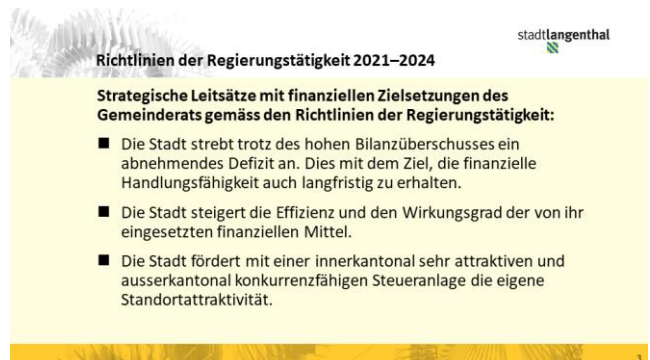 stadtlangenthal
Richtlinien der Regierungstätigkeit 2021–2024
Strategische Leitsätze mit finanziellen Zielsetzungen des
Gemeinderats gemäss den Richtlinien der Regierungstätigkeit:
■ Die Stadt strebt trotz des hohen Bilanzüberschusses ein
abnehmendes Defizit an. Dies mit dem Ziel, die finanzielle
Handlungsfähigkeit auch langfristig zu erhalten.
■ Die Stadt steigert die Effizienz und den Wirkungsgrad der von ihr
eingesetzten finanziellen Mittel.
■ Die Stadt fördert mit einer innerkantonal sehr attraktiven und
ausserkantonal konkurrenzfähigen Steueranlage die eigene
Standortattraktivität.
3